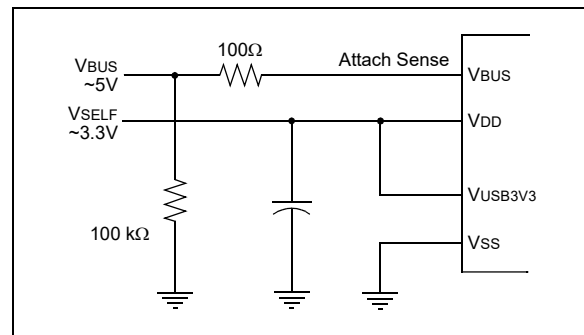 100Ω
Attach Sense
VBUS
~5V
VBUS
VSELF
~3.3V
VDD
100 kΩ
VUSB3V3
VSS